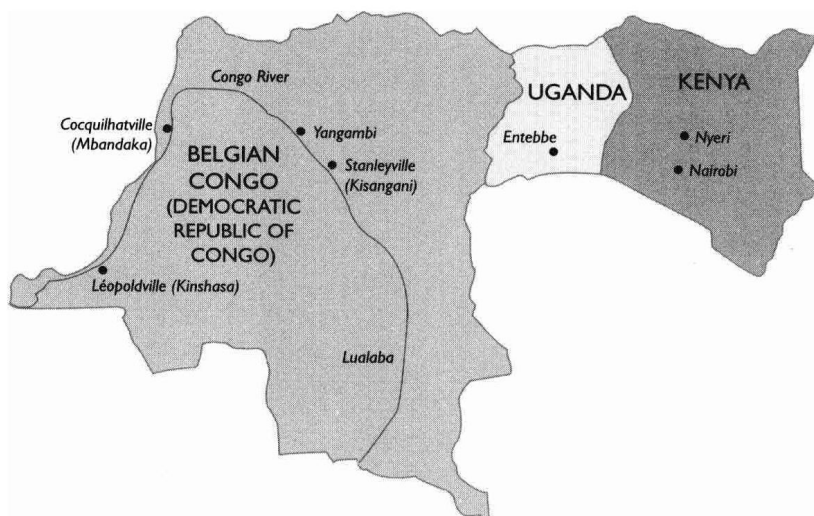 Congo River
UGANDA
KENYA
Cocquilhatville
(Mbandaka)
Yangambi
Entebbe
Nyeri
BELGIAN
CONGO
(DEMOCRATIC
REPUBLIC OF
CONGO)
Stanleyville
(Kisangani)
Nairobi
Léopoldville (Kinshasa)
Lualaba